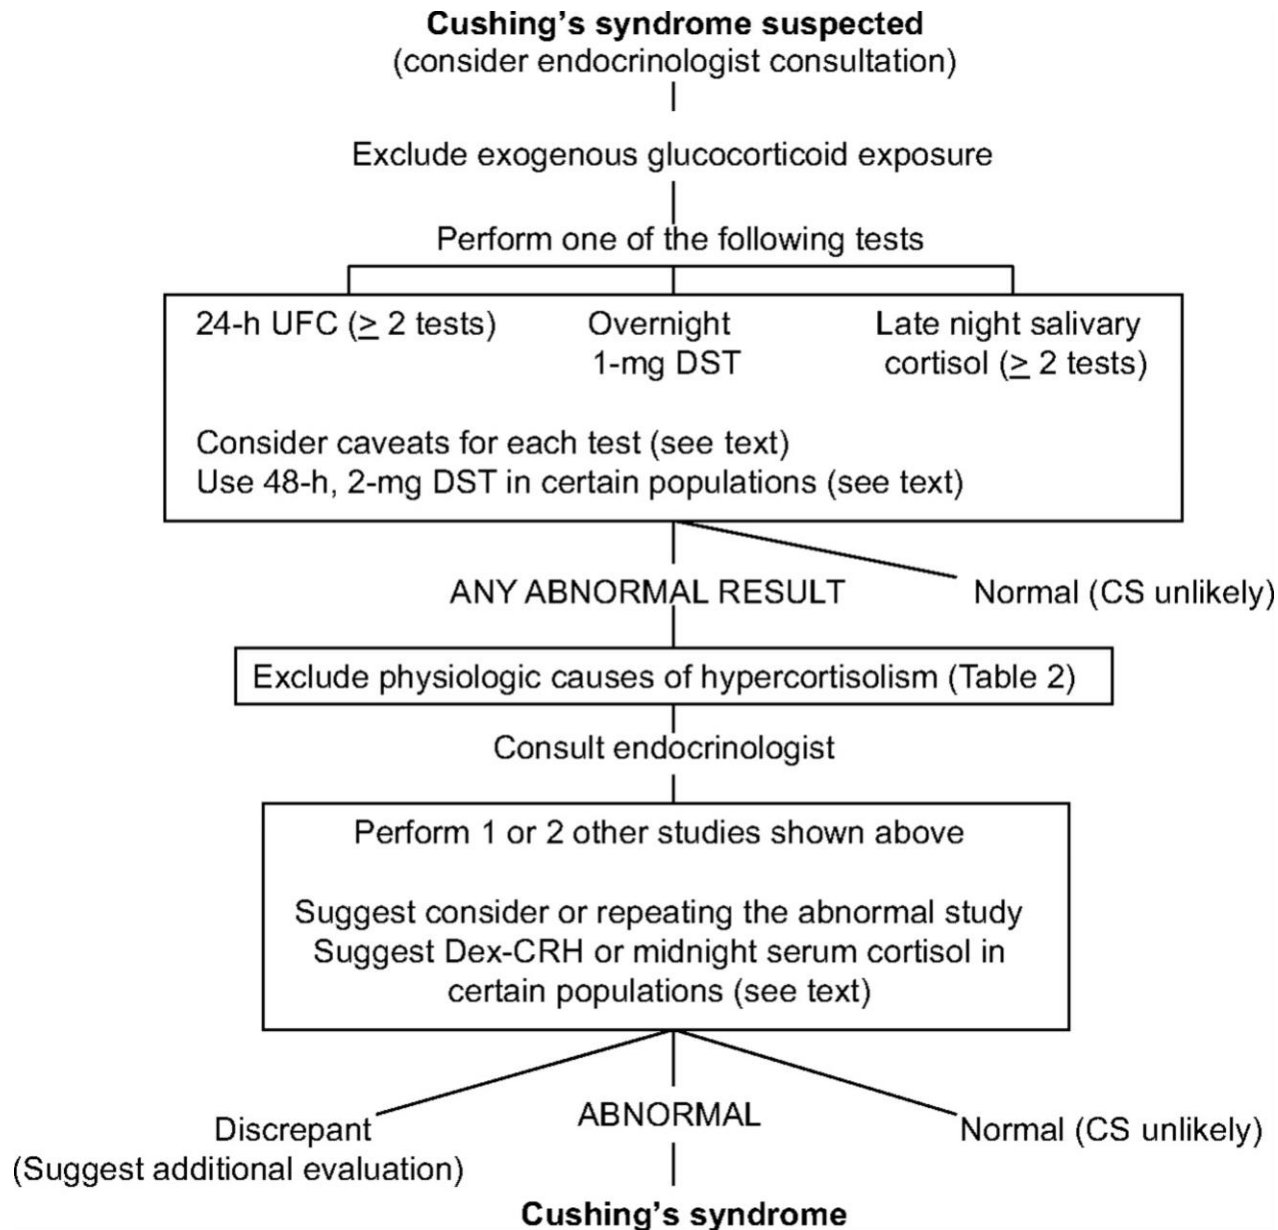 Cushing's syndrome suspected
(consider endocrinologist consultation)
Exclude exogenous glucocorticoid exposure
Perform one of the following tests
24-h UFC (≥ 2 tests)
Overnight
1-mg DST
Late night salivary
cortisol (≥ 2 tests)
Consider caveats for each test (see text)
Use 48-h, 2-mg DST in certain populations (see text)
ANY ABNORMAL RESULT
Normal (CS unlikely)
Exclude physiologic causes of hypercortisolism (Table 2)
Consult endocrinologist
Perform 1 or 2 other studies shown above
Suggest consider or repeating the abnormal study
Suggest Dex-CRH or midnight serum cortisol in
certain populations (see text)
Discrepant
(Suggest additional evaluation)
ABNORMAL
Normal (CS unlikely)
Cushing's syndrome